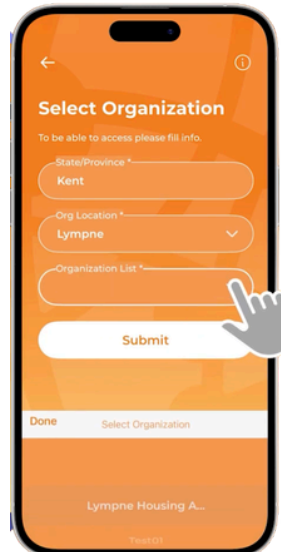 Select Organization
To be able to access please fill info.
State/Province *
Kent
Org Location *
Lympne
Organization List *
Submit
Done Select Organization
Lympne Housing A...
Test01